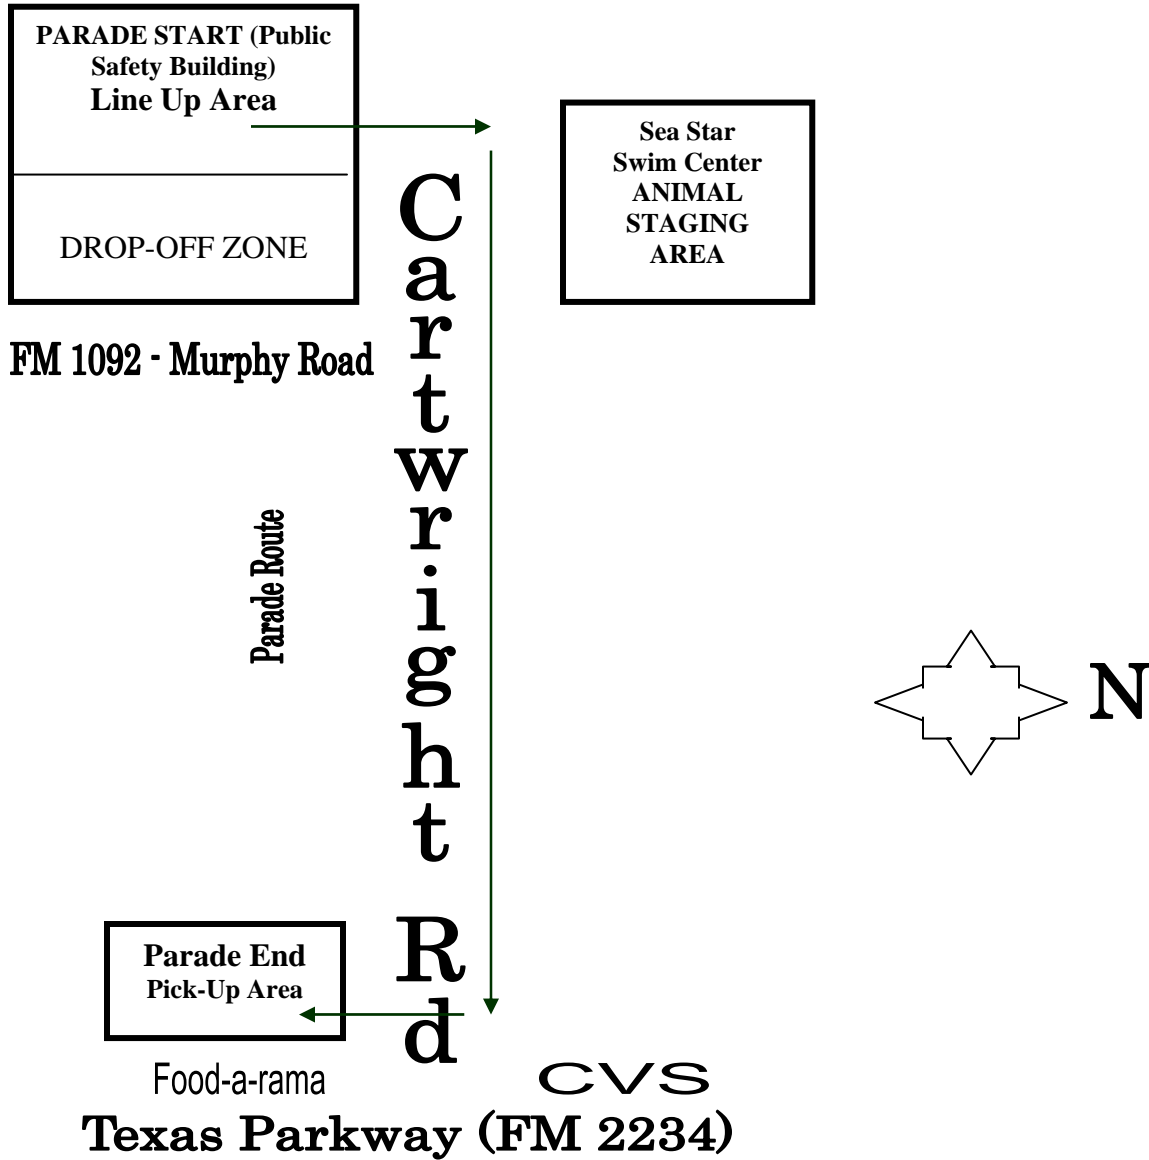 PARADE START (Public
Safety Building)
Line Up Area
DROP-OFF ZONE
Sea Star
Swim Center
ANIMAL
STAGING
AREA
FM 1092 - Murphy Road
Cartwright Rd
Parade Route
N
Parade End
Pick-Up Area
Food-a-rama
CVS
Texas Parkway (FM 2234)